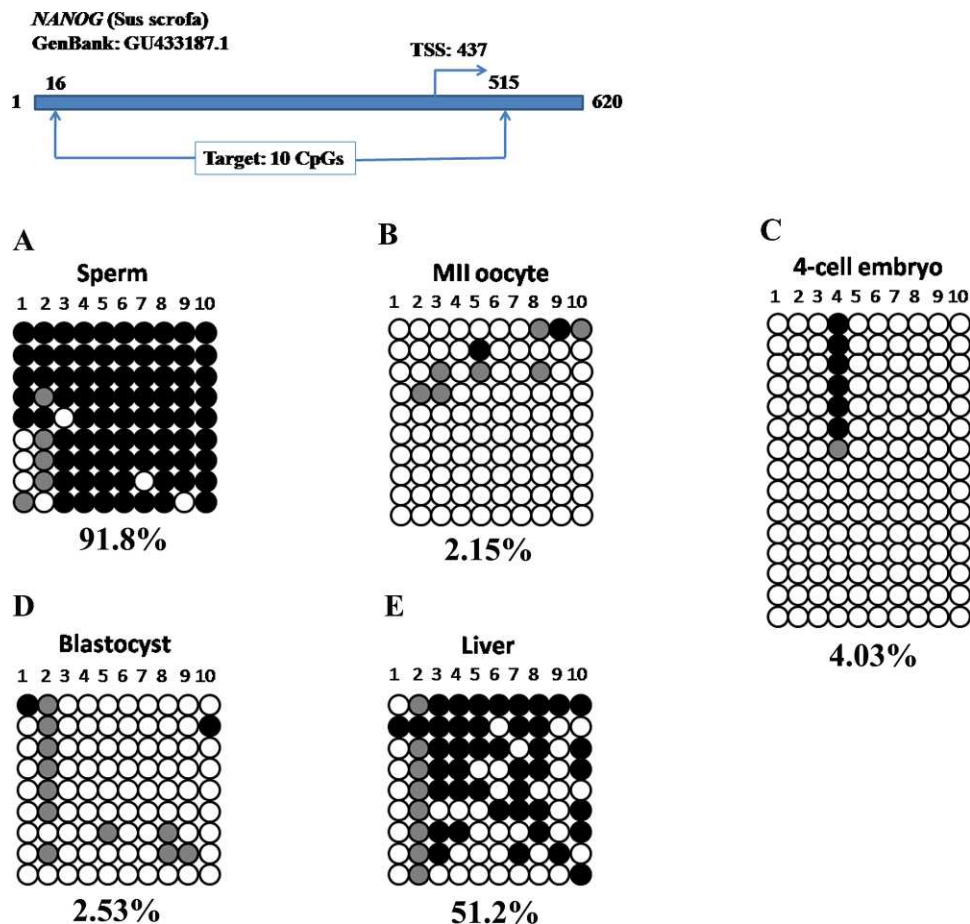 NANOG (Sus scrofa)
GenBank: GU433187.1
TSS: 437
16
515
1
620
Target: 10 CpGs
A
Sperm
1 2 3 4 5 6 7 8 9 10
91.8%
B
MII oocyte
1 2 3 4 5 6 7 8 9 10
2.15%
C
4-cell embryo
1 2 3 4 5 6 7 8 9 10
4.03%
D
Blastocyst
1 2 3 4 5 6 7 8 9 10
2.53%
E
Liver
1 2 3 4 5 6 7 8 9 10
51.2%